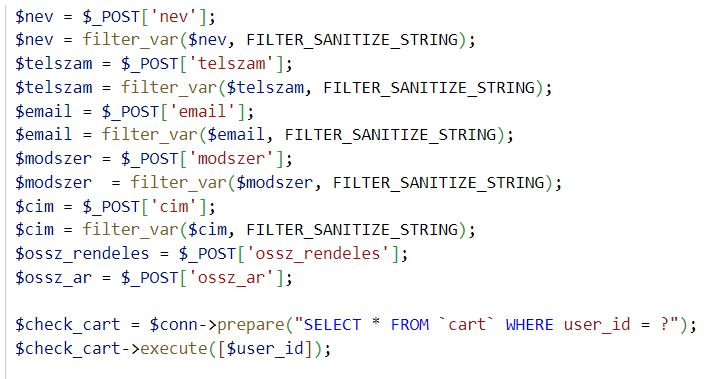 $nev = $_POST['nev'];
$nev = filter_var($nev, FILTER_SANITIZE_STRING);
$telszam = $_POST['telszam'];
$telszam = filter_var($telszam, FILTER_SANITIZE_STRING);
$email = $_POST['email'];
$email = filter_var($email, FILTER_SANITIZE_STRING);
$modszer = $_POST['modszer'];
$modszer  = filter_var($modszer, FILTER_SANITIZE_STRING);
$cim = $_POST['cim'];
$cim = filter_var($cim, FILTER_SANITIZE_STRING);
$ossz_rendeles = $_POST['ossz_rendeles'];
$ossz_ar = $_POST['ossz_ar'];
$check_cart = $conn->prepare("SELECT * FROM `cart` WHERE user_id = ?");
$check_cart->execute([$user_id]);